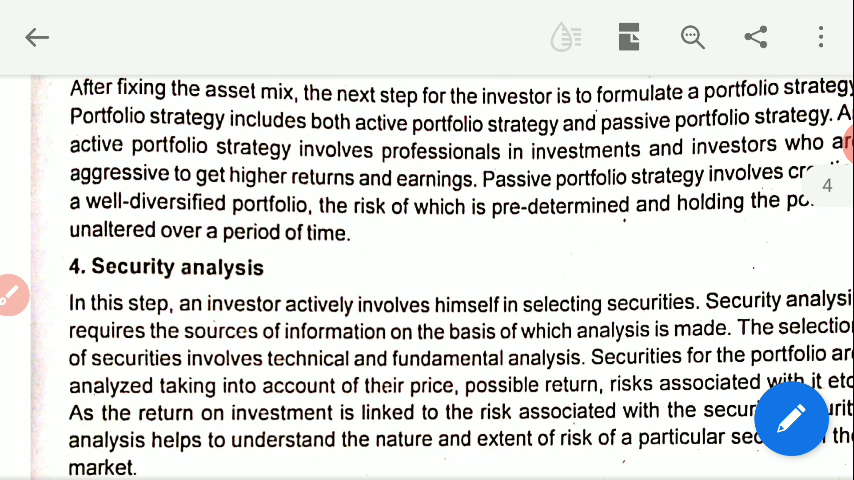 After fixing the asset mix, the next step for the investor is to formulate a portfolio strategy
Portfolio strategy includes both active portfolio strategy and passive portfolio strategy. A
active portfolio strategy involves professionals in investments and investors who are
aggressive to get higher returns and earnings. Passive portfolio strategy involves
4
a well-diversified portfolio, the risk of which is pre-determined and holding the
unaltered over a period of time.
4. Security analysis
In this step, an investor actively involves himself in selecting securities. Security analysi
requires the sources of information on the basis of which analysis is made. The selectio
of securities involves technical and fundamental analysis. Securities for the portfolio are
analyzed taking into account of their price, possible return, risks associated with it etc
As the return on investment is linked to the risk associated with the
analysis helps to understand the nature and extent of risk of a particular the
market.